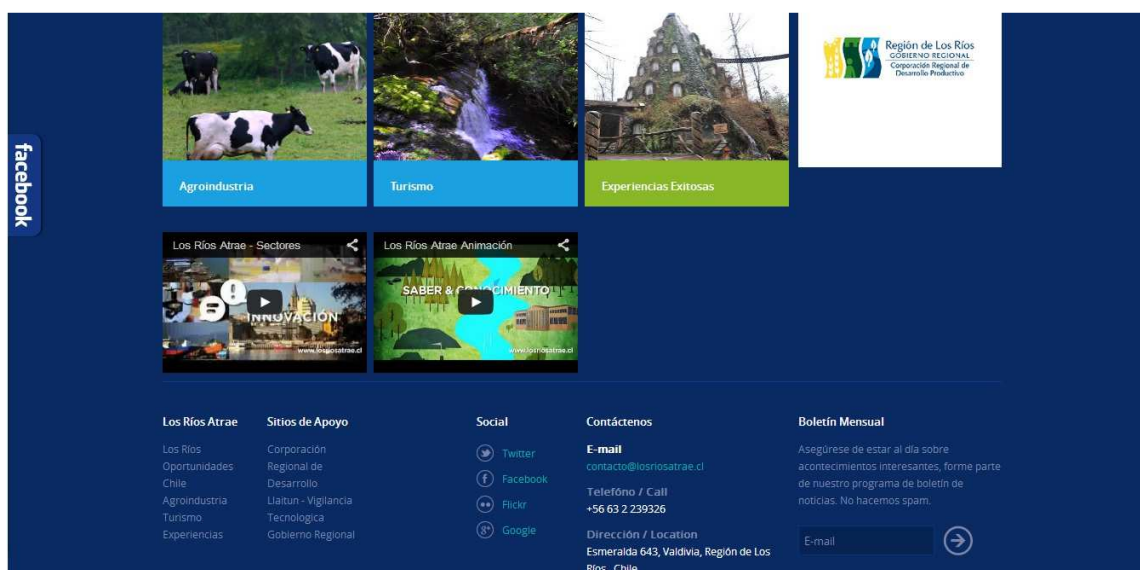 Región de Los Ríos
GOBIERNO REGIONAL
Corporación Regional de
Desarrollo Productivo
facebook
Agroindustria
Turismo
Experiencias Exitosas
Los Ríos Atrae - Sectores
INNOVACIÓN
www.losriosatrae.cl
Los Ríos Atrae Animación
SABER & CONOCIMIENTO
www.losriosatrae.cl
Los Ríos Atrae
Los Ríos
Oportunidades
Chile
Agroindustria
Turismo
Experiencias
Sitios de Apoyo
Corporación
Regional de
Desarrollo
Llaitun - Vigilancia
Tecnologica
Gobierno Regional
Social
Twitter
Facebook
Flickr
Google
Contáctenos
E-mail
contacto@losriosatrae.cl
Telefóno / Call
+56 63 2 239326
Dirección / Location
Esmeralda 643, Valdivia, Región de Los
Ríos, Chile
Boletín Mensual
Asegúrese de estar al día sobre
acontecimientos interesantes, forme parte
de nuestro programa de boletín de
noticias. No hacemos spam.
E-mail